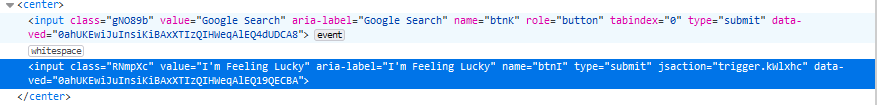 <center>
<input class="gNO89b" value="Google Search" aria-label="Google Search" name="btnK" role="button" tabindex="0" type="submit" data-
ved="0ahUKEwiJuInsiKiBAxXTIzQIHWeqAlEQ4dUDCA8"> event
whitespace
<input class="RNmpXc" value="I'm Feeling Lucky" aria-label="I'm Feeling Lucky" name="btnI" type="submit" jsaction="trigger.kWlxhc" data-
ved="0ahUKEwiJuInsiKiBAxXTIzQIHWeqAlEQ19QECBA">
</center>